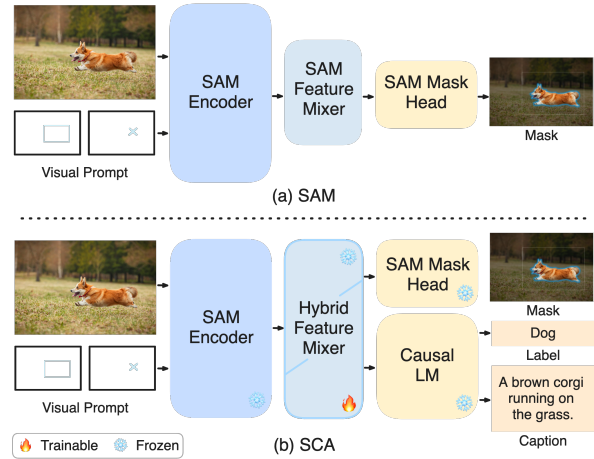 SAM
Encoder
SAM
Feature
Mixer
SAM Mask
Head
Mask
Visual Prompt
(a) SAM
SAM
Encoder
Hybrid
Feature
Mixer
SAM Mask
Head
Mask
Causal
LM
Dog
Label
A brown corgi
running on
the grass.
Caption
Visual Prompt
Trainable
Frozen
(b) SCA